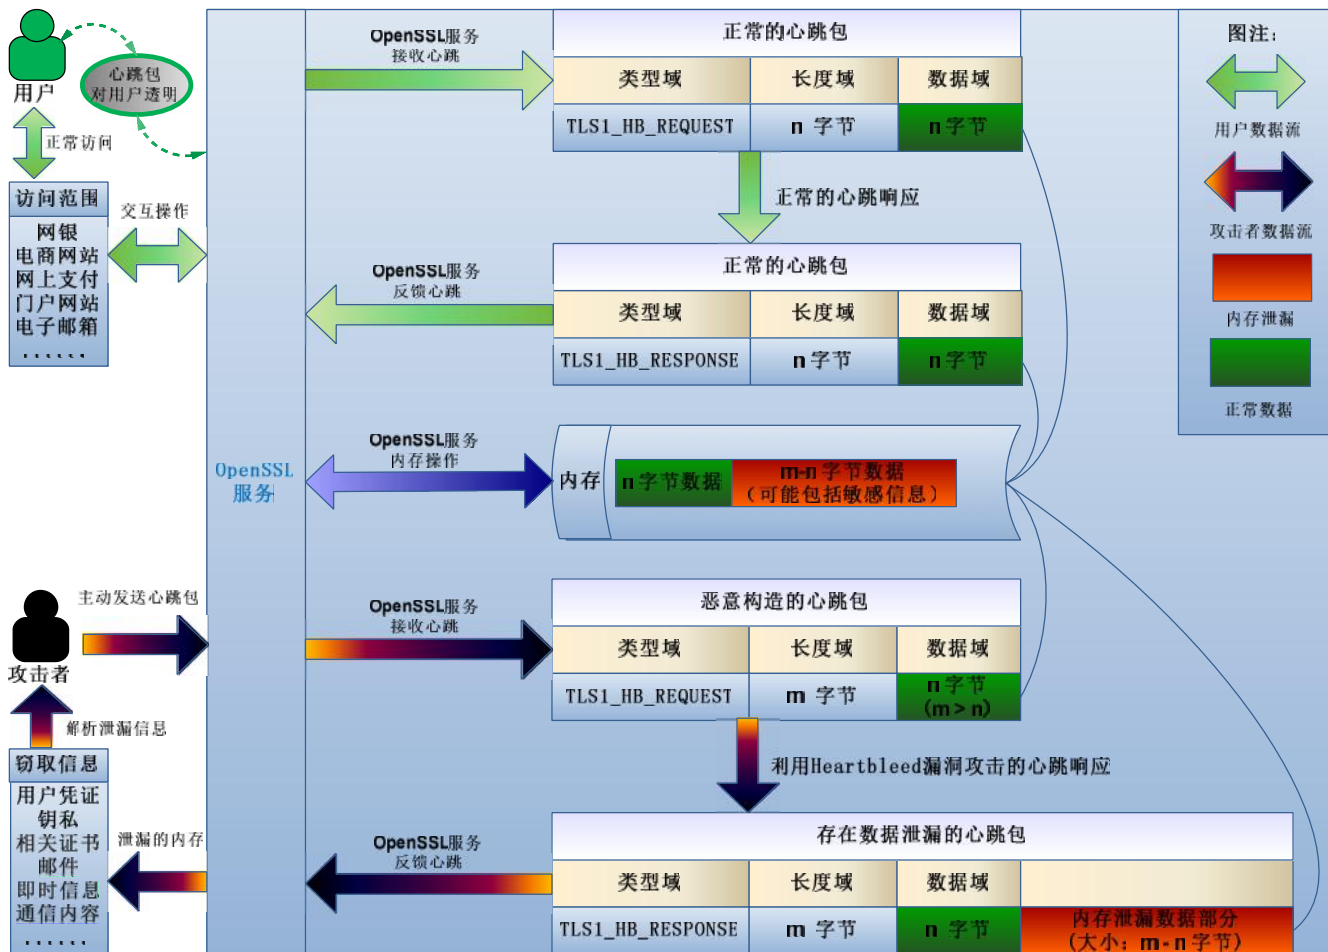 用户
心跳包
对用户透明
正常访问
访问范围
网银
电商网站
网上支付
门户网站
电子邮箱
......
交互操作
OpenSSL
服务
OpenSSL服务
接收心跳
正常的心跳包
类型域 长度域 数据域
TLS1_HB_REQUEST n 字节 n 字节
正常的心跳响应
OpenSSL服务
反馈心跳
正常的心跳包
类型域 长度域 数据域
TLS1_HB_RESPONSE n 字节 n 字节
OpenSSL服务
内存操作
内存
n 字节数据
m-n 字节数据
(可能包括敏感信息)
攻击者
主动发送心跳包
OpenSSL服务
接收心跳
恶意构造的心跳包
类型域 长度域 数据域
TLS1_HB_REQUEST m 字节 n 字节
(m > n)
利用Heartbleed漏洞攻击的心跳响应
OpenSSL服务
反馈心跳
存在数据泄漏的心跳包
类型域 长度域 数据域
TLS1_HB_RESPONSE m 字节 n 字节 内存泄漏数据部分
(大小: m-n 字节)
泄漏的内存
解析泄漏信息
窃取信息
用户凭证
钥私
相关证书
邮件
即时信息
通信内容
......
图注:
用户数据流
攻击者数据流
内存泄漏
正常数据